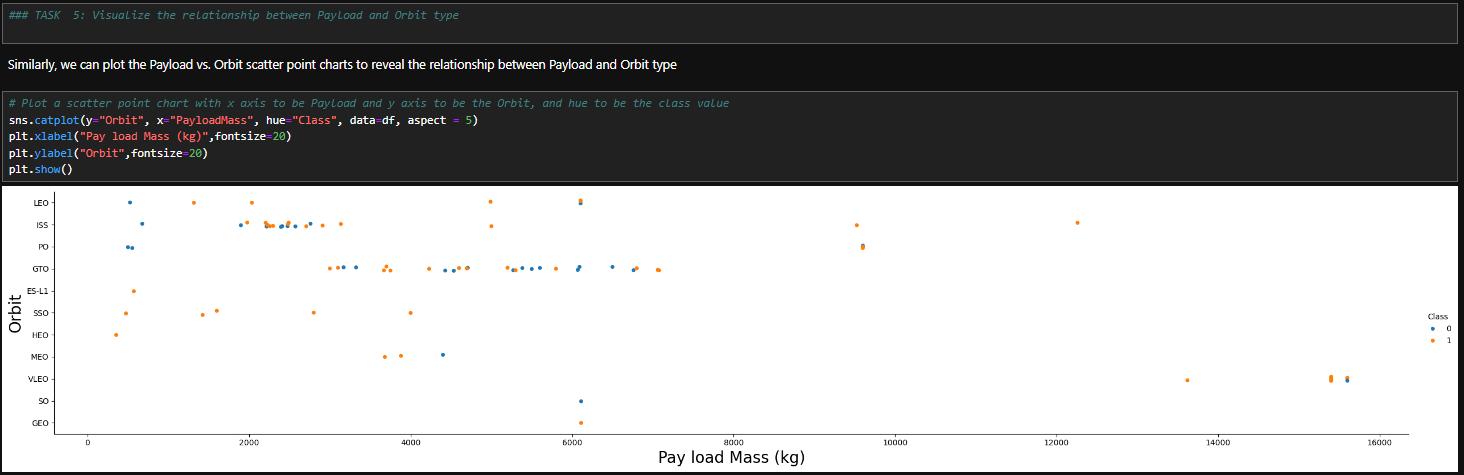 ### TASK  5: Visualize the relationship between Payload and Orbit type
Similarly, we can plot the Payload vs. Orbit scatter point charts to reveal the relationship between Payload and Orbit type
# Plot a scatter point chart with x axis to be Payload and y axis to be the Orbit, and hue to be the class value
sns.catplot(y="Orbit", x="PayloadMass", hue="Class", data=df, aspect = 5)
plt.xlabel("Pay load Mass (kg)",fontsize=20)
plt.ylabel("Orbit",fontsize=20)
plt.show()
Orbit
LEO
ISS
PO
GTO
ES-L1
SSO
HEO
MEO
VLEO
SO
GEO
Class
0
1
0 2000 4000 6000 8000 10000 12000 14000 16000
Pay load Mass (kg)